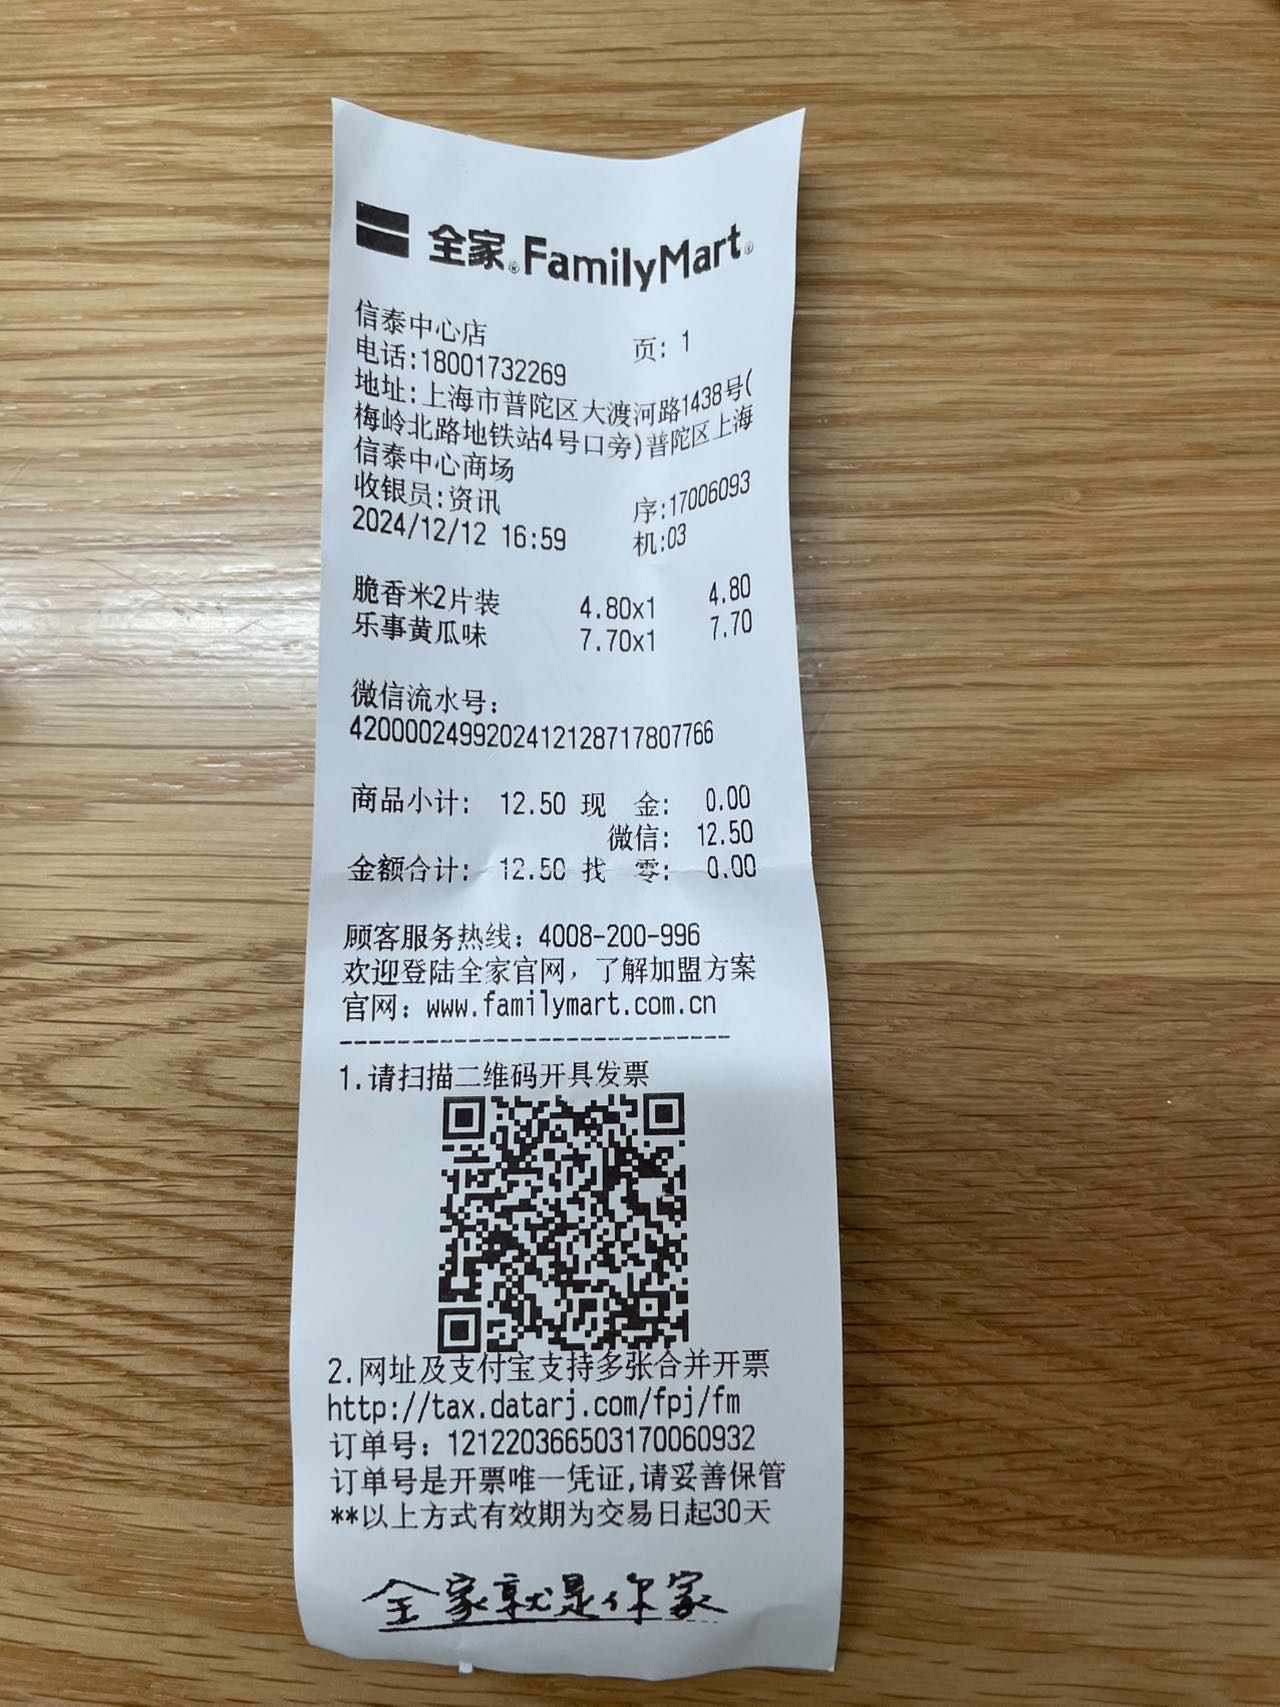 全家® FamilyMart®
信泰中心店
电话:18001732269 页: 1
地址:上海市普陀区大渡河路1438号(
梅岭北路地铁站4号口旁)普陀区上海
信泰中心商场
收银员:资讯 序:17006093
2024/12/12 16:59 机:03
脆香米2片装 4.80x1 4.80
乐事黄瓜味 7.70x1 7.70
微信流水号:
4200002499202412128717807766
商品小计: 12.50 现 金: 0.00
微信: 12.50
金额合计: 12.50 找 零: 0.00
顾客服务热线: 4008-200-996
欢迎登陆全家官网, 了解加盟方案
官网: www.familymart.com.cn
----------------------------
1.请扫描二维码开具发票
2.网址及支付宝支持多张合并开票
http://tax.datarj.com/fpj/fm
订单号: 121220366503170060932
订单号是开票唯一凭证,请妥善保管
**以上方式有效期为交易日起30天
全家就是你家